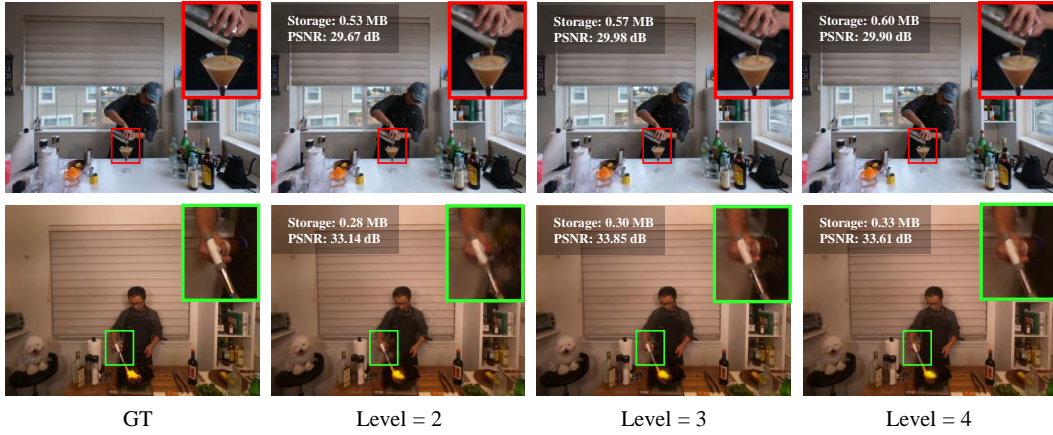 Storage: 0.53 MB
PSNR: 29.67 dB
Storage: 0.57 MB
PSNR: 29.98 dB
Storage: 0.60 MB
PSNR: 29.90 dB
Storage: 0.28 MB
PSNR: 33.14 dB
Storage: 0.30 MB
PSNR: 33.85 dB
Storage: 0.33 MB
PSNR: 33.61 dB
GT
Level = 2
Level = 3
Level = 4